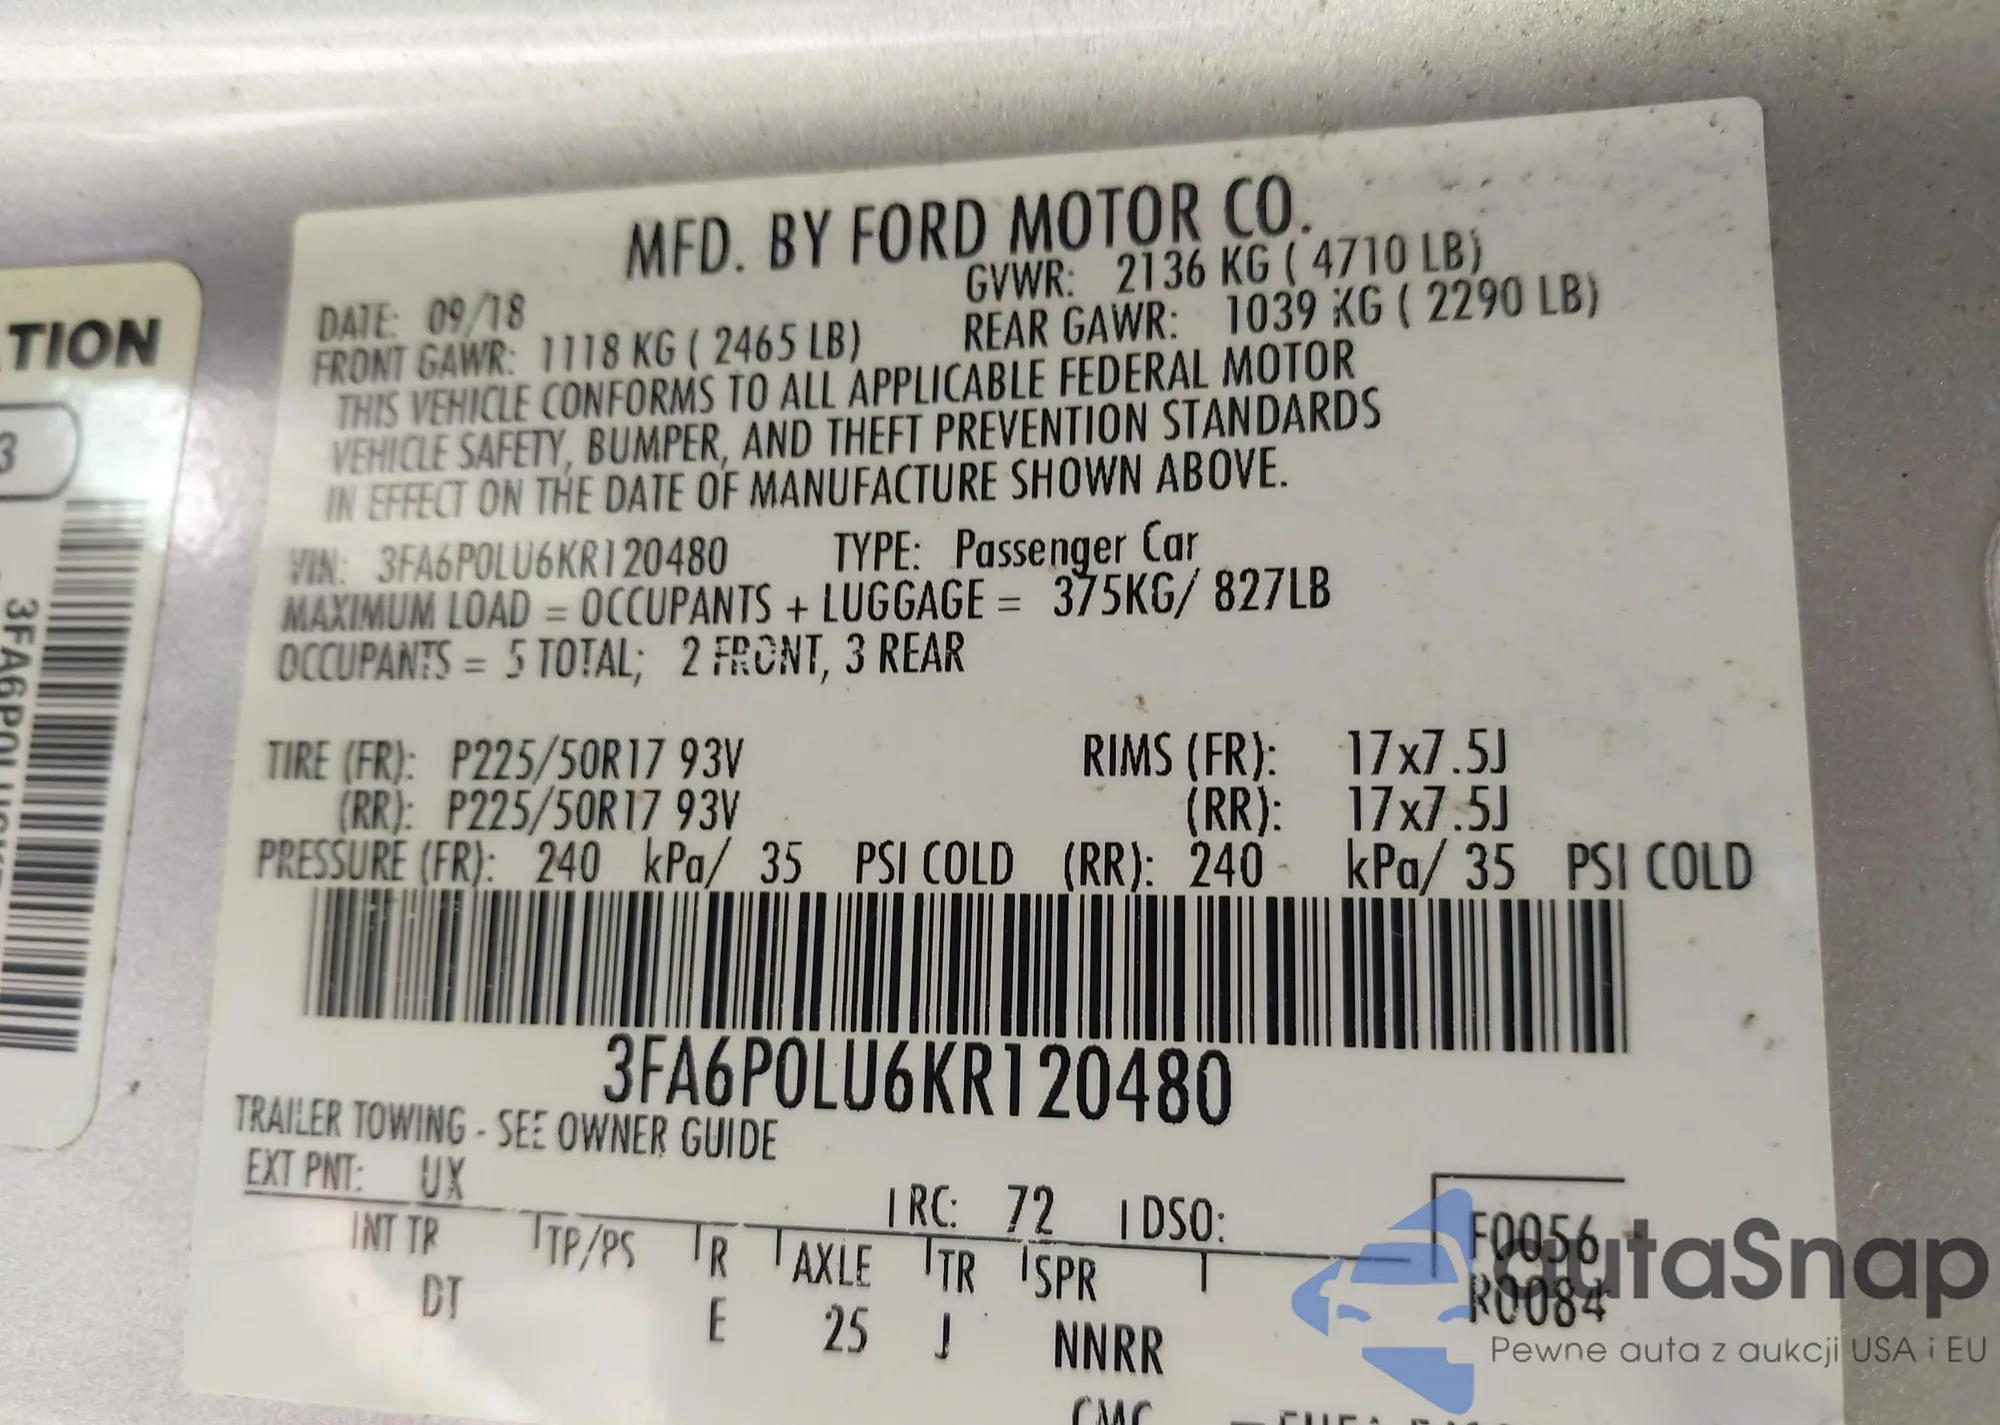 MFD. BY FORD MOTOR CO.
DATE: 09/18 GVWR: 2136 KG ( 4710 LB)
FRONT GAWR: 1118 KG ( 2465 LB) REAR GAWR: 1039 KG ( 2290 LB)
THIS VEHICLE CONFORMS TO ALL APPLICABLE FEDERAL MOTOR
VEHICLE SAFETY, BUMPER, AND THEFT PREVENTION STANDARDS
IN EFFECT ON THE DATE OF MANUFACTURE SHOWN ABOVE.
VIN: 3FA6P0LU6KR120480 TYPE: Passenger Car
MAXIMUM LOAD = OCCUPANTS + LUGGAGE = 375KG/ 827LB
OCCUPANTS = 5 TOTAL; 2 FRONT, 3 REAR
TIRE (FR): P225/50R17 93V RIMS (FR): 17x7.5J
(RR): P225/50R17 93V (RR): 17x7.5J
PRESSURE (FR): 240 kPa/ 35 PSI COLD (RR): 240 kPa/ 35 PSI COLD
3FA6P0LU6KR120480
TRAILER TOWING - SEE OWNER GUIDE
EXT PNT: UX RC: 72 DSO:
F0056
R0084
INT TR TP/PS R AXLE TR SPR
DT E 25 J NNRR
TION
3
autaSnap
Pewne auta z aukcji USA i EU